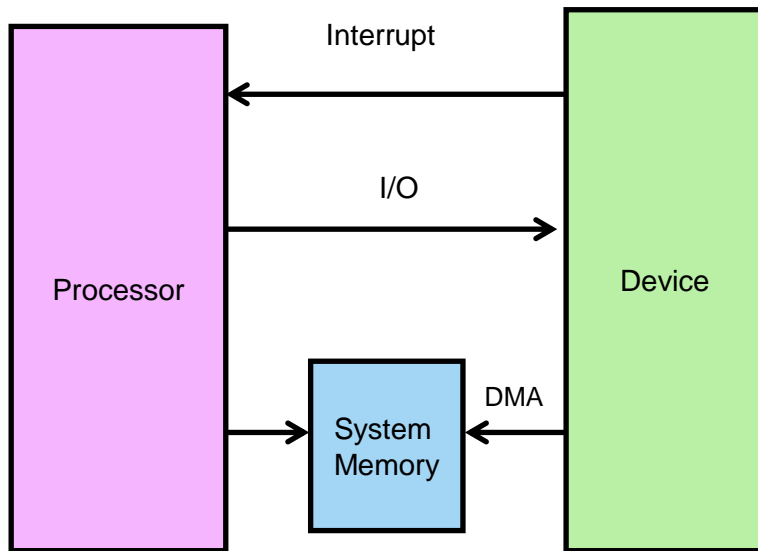 Interrupt
I/O
Processor
Device
DMA
System
Memory